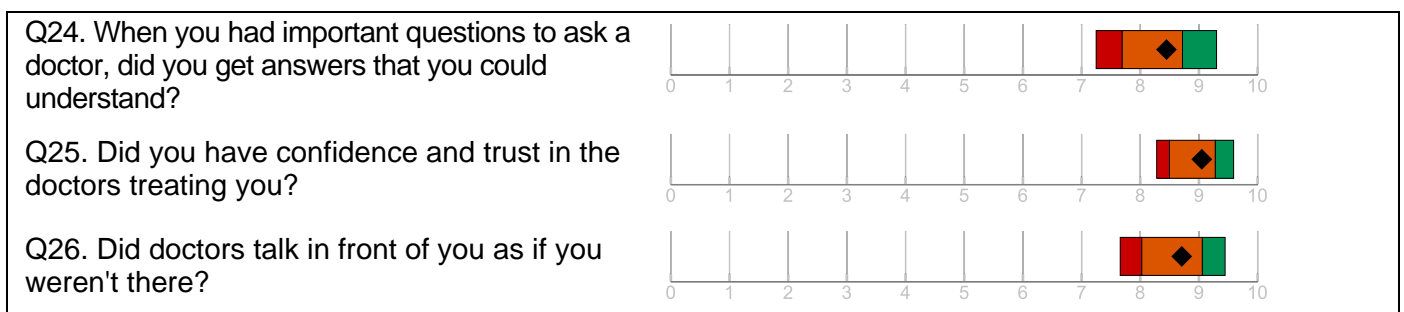 Q24. When you had important questions to ask a
doctor, did you get answers that you could
understand?
0 1 2 3 4 5 6 7 8 9 10
Q25. Did you have confidence and trust in the
doctors treating you?
0 1 2 3 4 5 6 7 8 9 10
Q26. Did doctors talk in front of you as if you
weren't there?
0 1 2 3 4 5 6 7 8 9 10